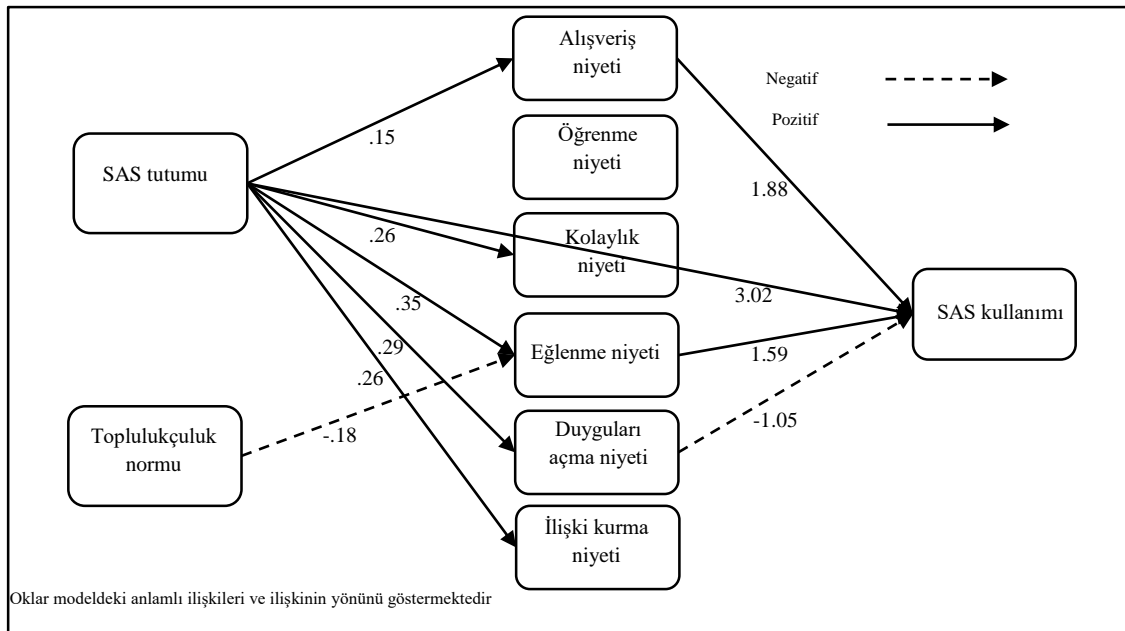 Alışveriş
niyeti
Negatif
Pozitif
.15
Öğrenme
niyeti
SAS tutumu
1.88
.26
Kolaylık
niyeti
3.02
.35
SAS kullanımı
.29
Eğlenme niyeti
1.59
.26
-.18
Toplulukçuluk
normu
Duyguları
açma niyeti
-1.05
İlişki kurma
niyeti
Oklar modeldeki anlamlı ilişkileri ve ilişkinin yönünü göstermektedir